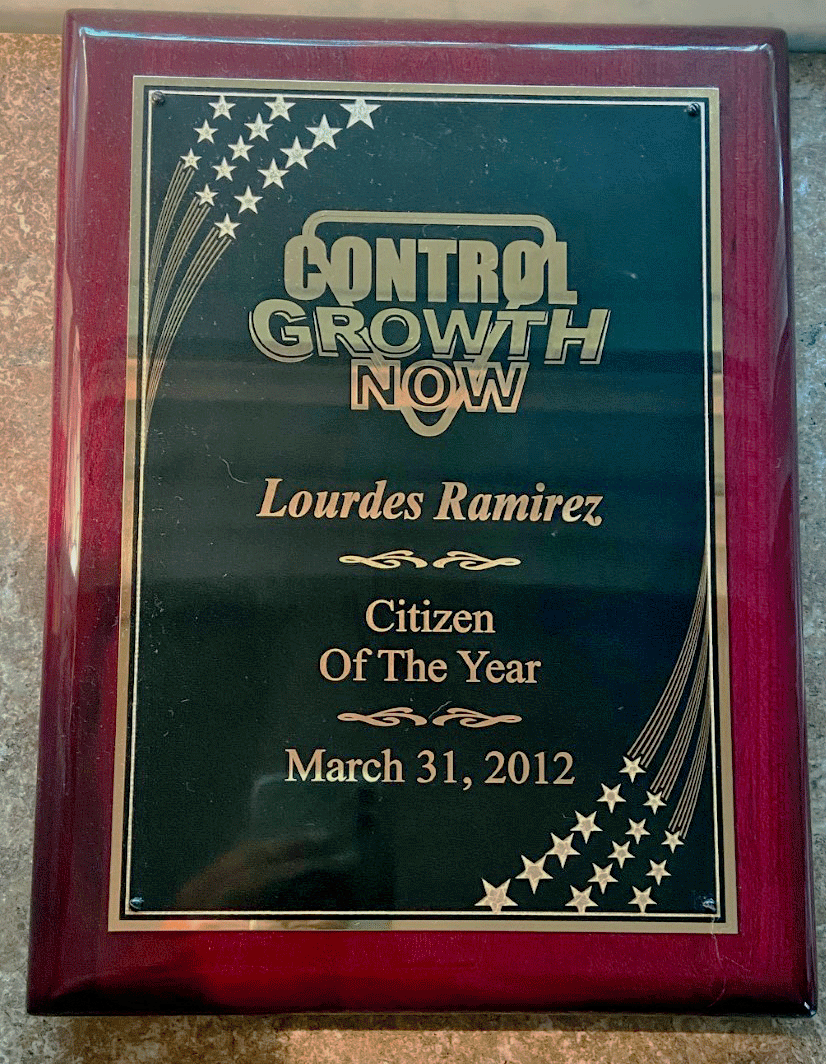 CONTROL
GROWTH
NOW
Lourdes Ramirez
Citizen
Of The Year
March 31, 2012